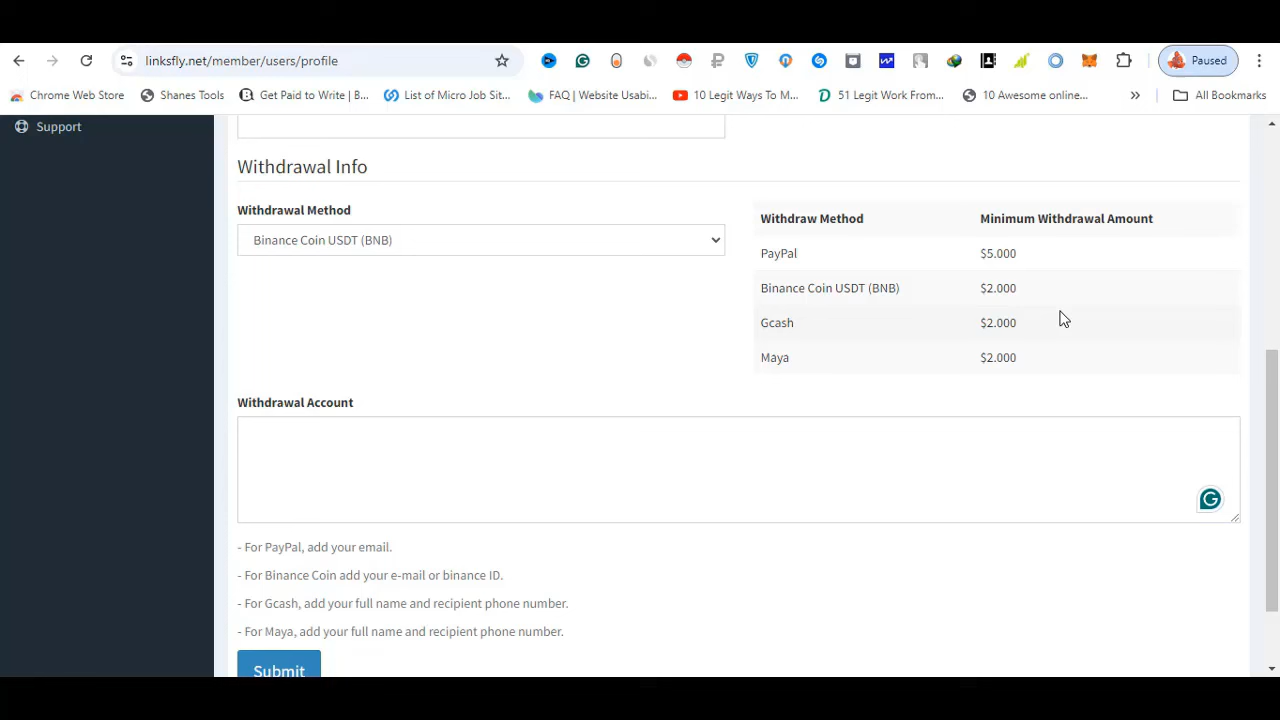 linksfly.net/member/users/profile
Paused
Chrome Web Store
Shanes Tools
Get Paid to Write | B...
List of Micro Job Sit...
FAQ | Website Usabi...
10 Legit Ways To M...
51 Legit Work From...
10 Awesome online...
»
All Bookmarks
Support
Withdrawal Info
Withdrawal Method
Binance Coin USDT (BNB)
Withdraw Method Minimum Withdrawal Amount
PayPal $5.000
Binance Coin USDT (BNB) $2.000
Gcash $2.000
Maya $2.000
Withdrawal Account
- For PayPal, add your email.
- For Binance Coin add your e-mail or binance ID.
- For Gcash, add your full name and recipient phone number.
- For Maya, add your full name and recipient phone number.
Submit